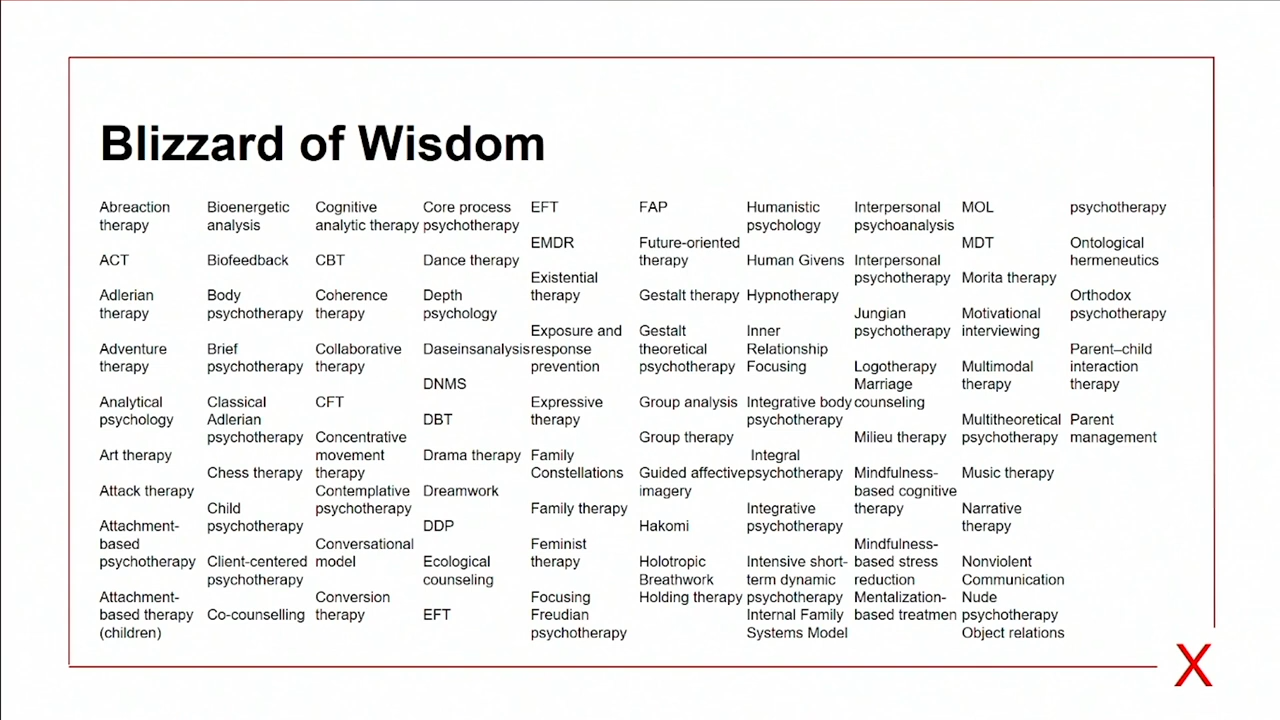 Blizzard of Wisdom
Abreaction
therapy
ACT
Adlerian
therapy
Adventure
therapy
Analytical
psychology
Art therapy
Attack therapy
Attachment-
based
psychotherapy
Attachment-
based therapy
(children)
Bioenergetic
analysis
Biofeedback
Body
psychotherapy
Brief
psychotherapy
Classical
Adlerian
psychotherapy
Chess therapy
Child
psychotherapy
Client-centered
psychotherapy
Co-counselling
Cognitive
analytic therapy
CBT
Coherence
therapy
Collaborative
therapy
CFT
Concentrative
movement
therapy
Contemplative
psychotherapy
Conversational
model
Conversion
therapy
Core process
psychotherapy
Dance therapy
Depth
psychology
Daseinsanalysis
DNMS
DBT
Drama therapy
Dreamwork
DDP
Ecological
counseling
EFT
EFT
EMDR
Existential
therapy
Exposure and
response
prevention
Expressive
therapy
Family
Constellations
Family therapy
Feminist
therapy
Focusing
Freudian
psychotherapy
FAP
Future-oriented
therapy
Gestalt therapy
Gestalt
theoretical
psychotherapy
Group analysis
Group therapy
Guided affective
imagery
Hakomi
Holotropic
Breathwork
Holding therapy
Humanistic
psychology
Human Givens
Hypnotherapy
Inner
Relationship
Focusing
Integrative body
psychotherapy
Integral
psychotherapy
Integrative
psychotherapy
Intensive short-
term dynamic
psychotherapy
Internal Family
Systems Model
Interpersonal
psychoanalysis
Interpersonal
psychotherapy
Jungian
psychotherapy
Logotherapy
Marriage
counseling
Milieu therapy
Mindfulness-
based cognitive
therapy
Mindfulness-
based stress
reduction
Mentalization-
based treatmen
MOL
MDT
Morita therapy
Motivational
interviewing
Multimodal
therapy
Multitheoretical
psychotherapy
Music therapy
Narrative
therapy
Nonviolent
Communication
Nude
psychotherapy
Object relations
psychotherapy
Ontological
hermeneutics
Orthodox
psychotherapy
Parent–child
interaction
therapy
Parent
management
X